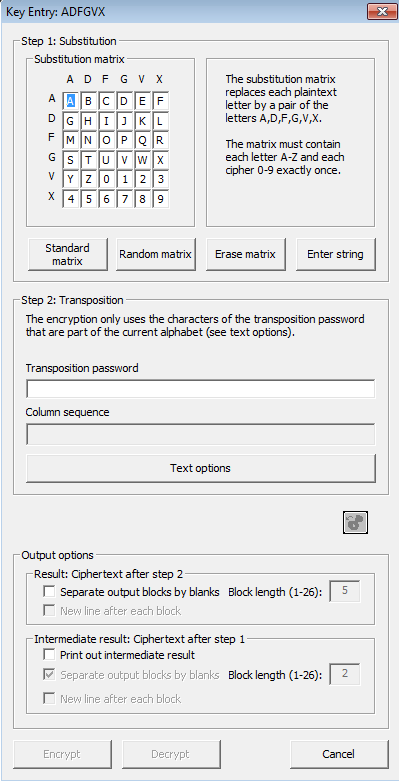 Key Entry: ADFGVX
Step 1: Substitution
Substitution matrix
A D F G V X
A A B C D E F
D G H I J K L
F M N O P Q R
G S T U V W X
V Y Z 0 1 2 3
X 4 5 6 7 8 9
The substitution matrix
replaces each plaintext
letter by a pair of the
letters A,D,F,G,V,X.
The matrix must contain
each letter A-Z and each
cipher 0-9 exactly once.
Standard
matrix
Random matrix
Erase matrix
Enter string
Step 2: Transposition
The encryption only uses the characters of the transposition password
that are part of the current alphabet (see text options).
Transposition password
Column sequence
Text options
Output options
Result: Ciphertext after step 2
Separate output blocks by blanks Block length (1-26): 5
New line after each block
Intermediate result: Ciphertext after step 1
Print out intermediate result
Separate output blocks by blanks Block length (1-26): 2
New line after each block
Encrypt
Decrypt
Cancel